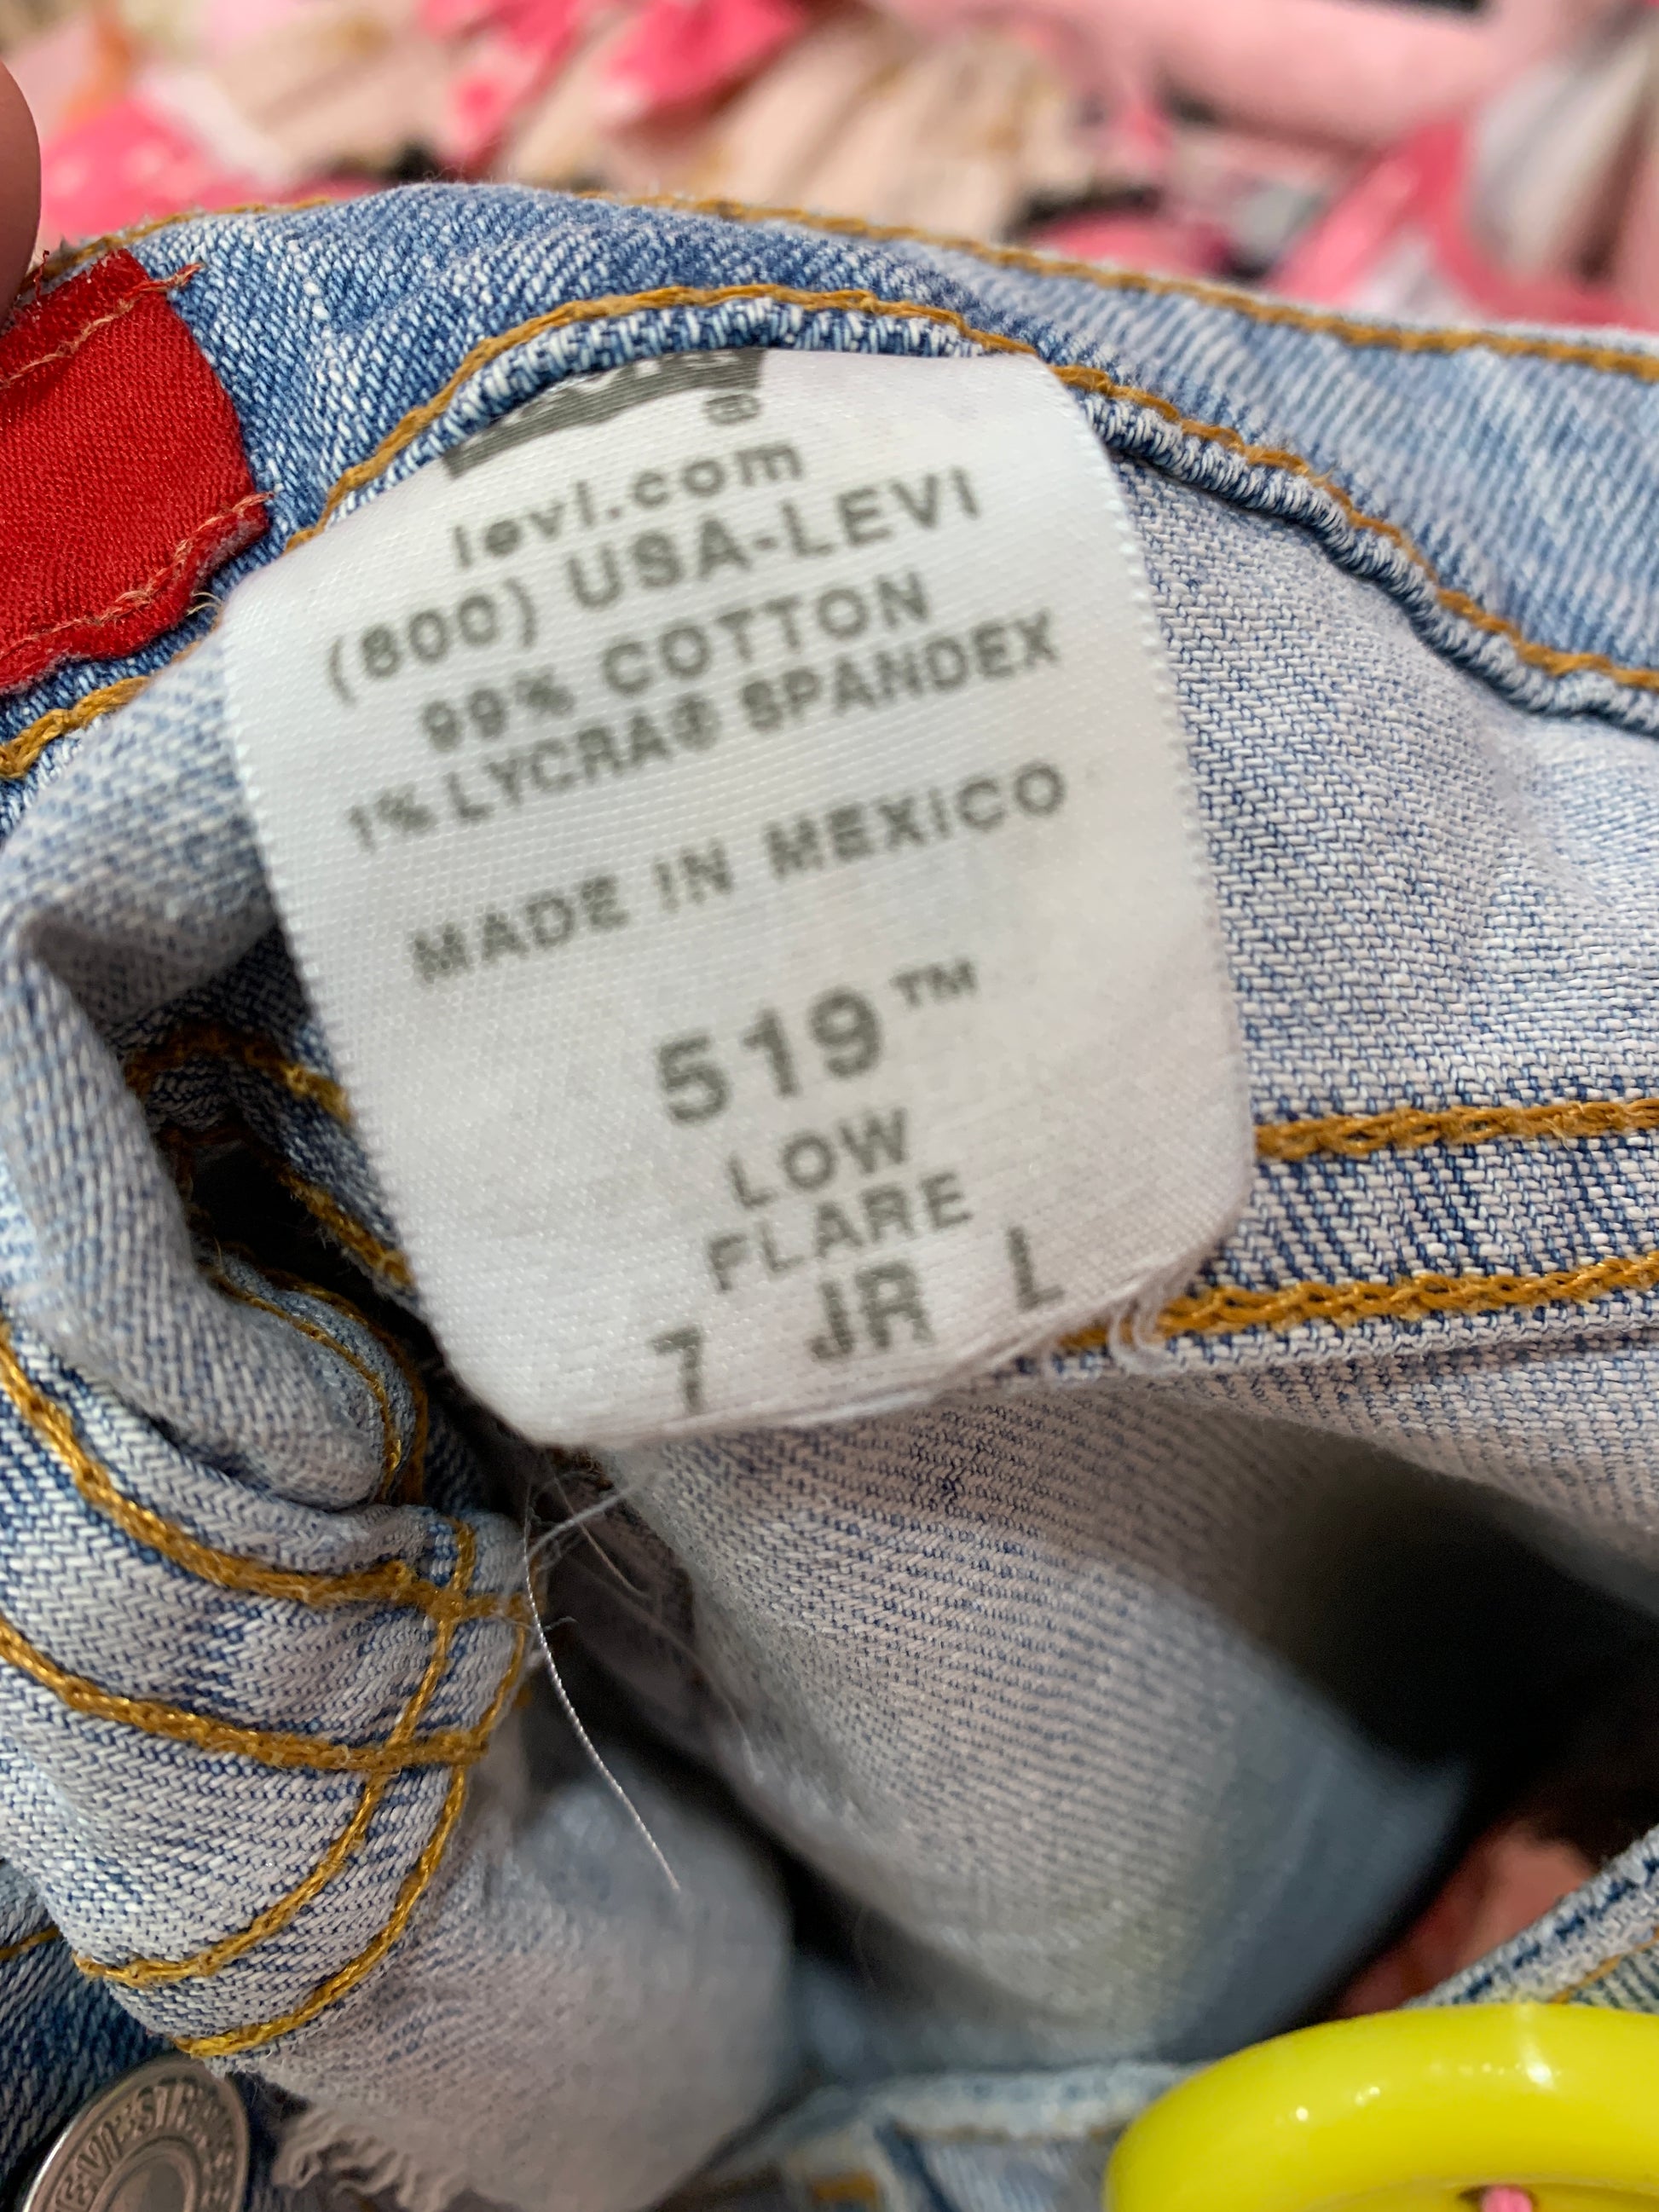 ®
levi.com
(800) USA-LEVI
99% COTTON
1% LYCRA® SPANDEX
MADE IN MEXICO
519™
LOW
FLARE
7 JR L